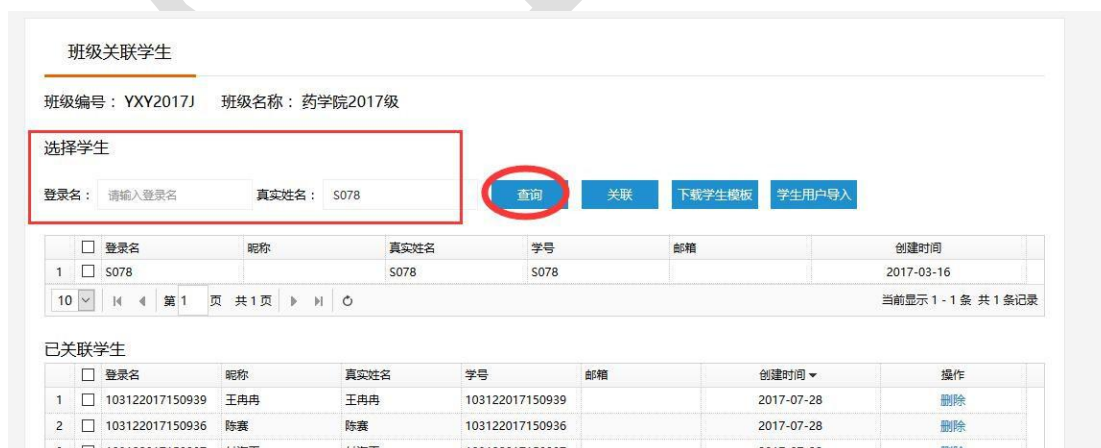 班级关联学生
班级编号： YXY2017J 班级名称： 药学院2017级
选择学生
登录名： 请输入登录名 真实姓名： S078 查询 关联 下载学生模板 学生用户导入
登录名 昵称 真实姓名 学号 邮箱 创建时间
1 S078 S078 S078 2017-03-16
10 第 1 页 共 1 页 当前显示 1 - 1 条 共 1 条记录
已关联学生
登录名 昵称 真实姓名 学号 邮箱 创建时间 操作
1 103122017150939 王冉冉 王冉冉 103122017150939 2017-07-28 删除
2 103122017150936 陈赛 陈赛 103122017150936 2017-07-28 删除